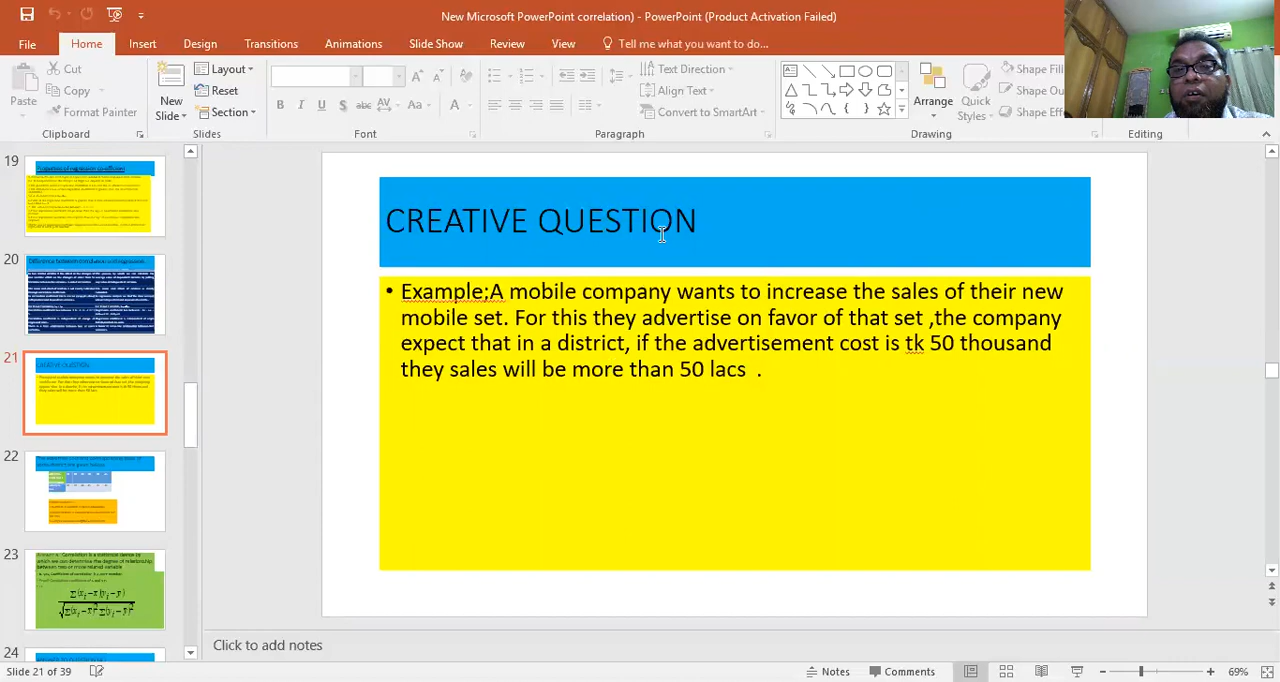 New Microsoft PowerPoint correlation) - PowerPoint (Product Activation Failed)
File Home Insert Design Transitions Animations Slide Show Review View Tell me what you want to do...
Cut
Copy
Format Painter
Paste
Clipboard
New Slide
Layout
Reset
Section
Slides
B I U S abc AV Aa A
Font
Text Direction
Align Text
Convert to SmartArt
Paragraph
Arrange
Quick Styles
Shape Fill
Shape Ou
Shape Eff
Drawing
Editing
19
20
21
22
23
24
CREATIVE QUESTION
• Example;A mobile company wants to increase the sales of their new
mobile set. For this they advertise on favor of that set ,the company
expect that in a district, if the advertisement cost is tk 50 thousand
they sales will be more than 50 lacs .
Click to add notes
Slide 21 of 39
Notes
Comments
69%